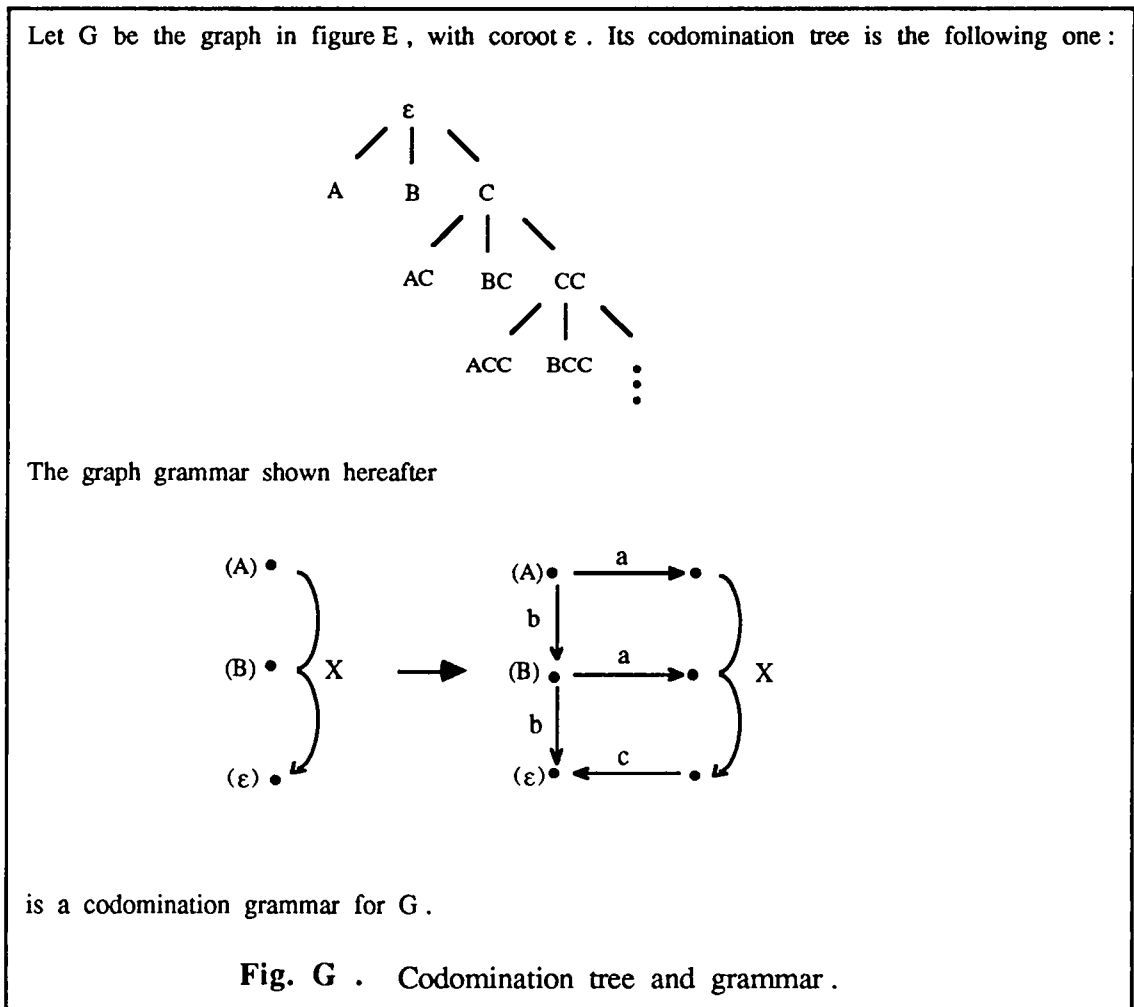 Let G be the graph in figure E , with coroot ε . Its codomination tree is the following one :
ε
A B C
AC BC CC
ACC BCC
The graph grammar shown hereafter
(A) (A) a
b
(B) X (B) a X
b
(ε) (ε) c
is a codomination grammar for G .
Fig. G . Codomination tree and grammar .